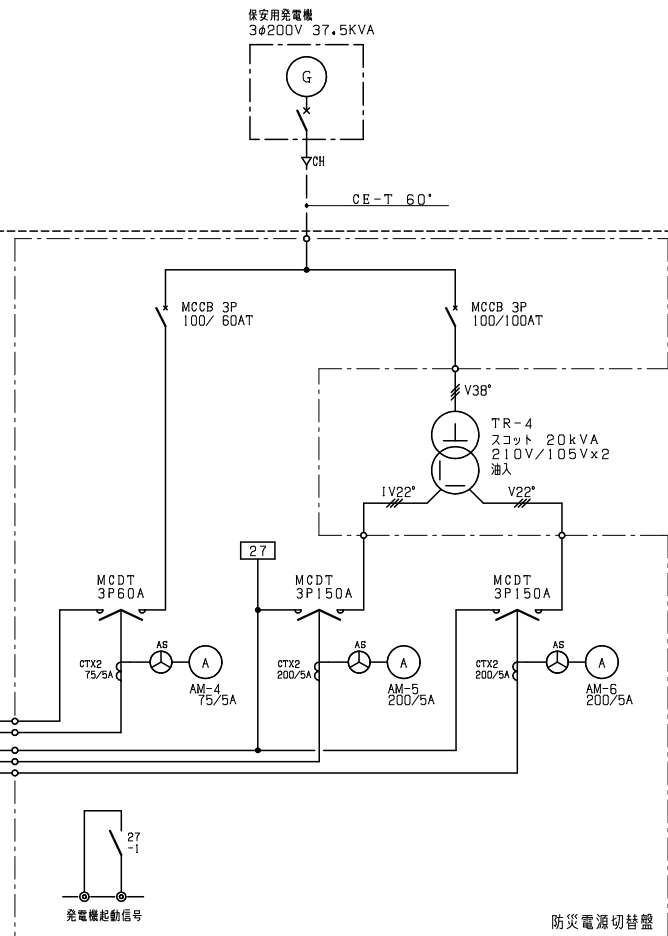 保安用発電機
3φ200V 37.5KVA
G
CH
CE-T 60°
MCCB 3P
100/ 60AT
MCCB 3P
100/100AT
V38°
TR-4
スコット 20kVA
210V/105Vx2
油入
IV22°
V22°
27
MCDT
3P60A
MCDT
3P150A
MCDT
3P150A
CTX2
75/5A
AS
A
AM-4
75/5A
CTX2
200/5A
AS
A
AM-5
200/5A
CTX2
200/5A
AS
A
AM-6
200/5A
27
-1
発電機起動信号
防災電源切替盤